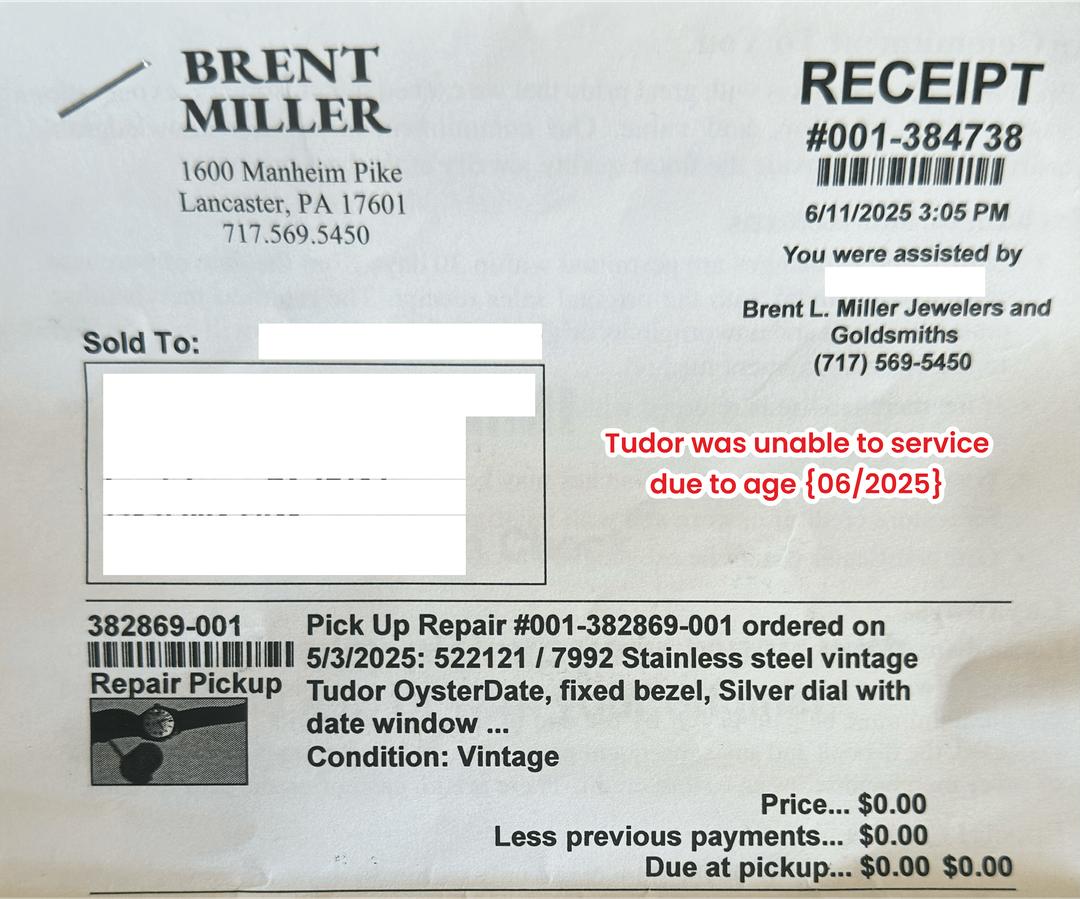 BRENT
MILLER
1600 Manheim Pike
Lancaster, PA 17601
717.569.5450
RECEIPT
#001-384738
6/11/2025 3:05 PM
You were assisted by
Brent L. Miller Jewelers and
Goldsmiths
(717) 569-5450
Sold To:
Tudor was unable to service
due to age {06/2025}
382869-001
Repair Pickup
Pick Up Repair #001-382869-001 ordered on
5/3/2025: 522121 / 7992 Stainless steel vintage
Tudor OysterDate, fixed bezel, Silver dial with
date window ...
Condition: Vintage
Price... $0.00
Less previous payments... $0.00
Due at pickup... $0.00 $0.00